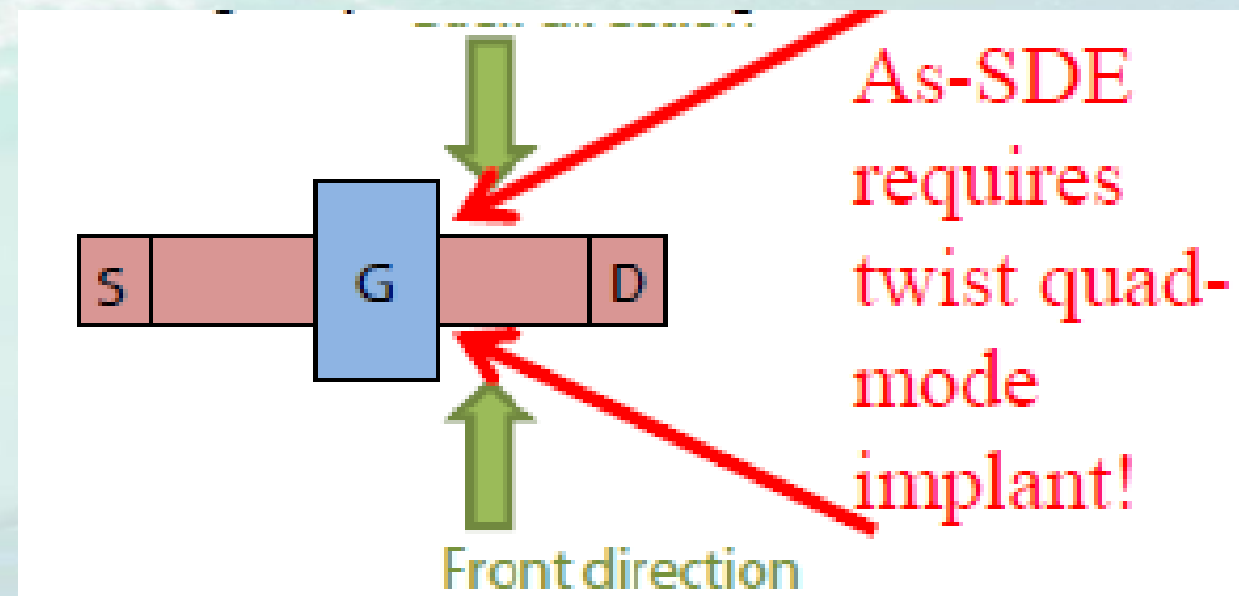 As-SDE
requires
twist quad-
mode
implant!
S
G
D
Front direction